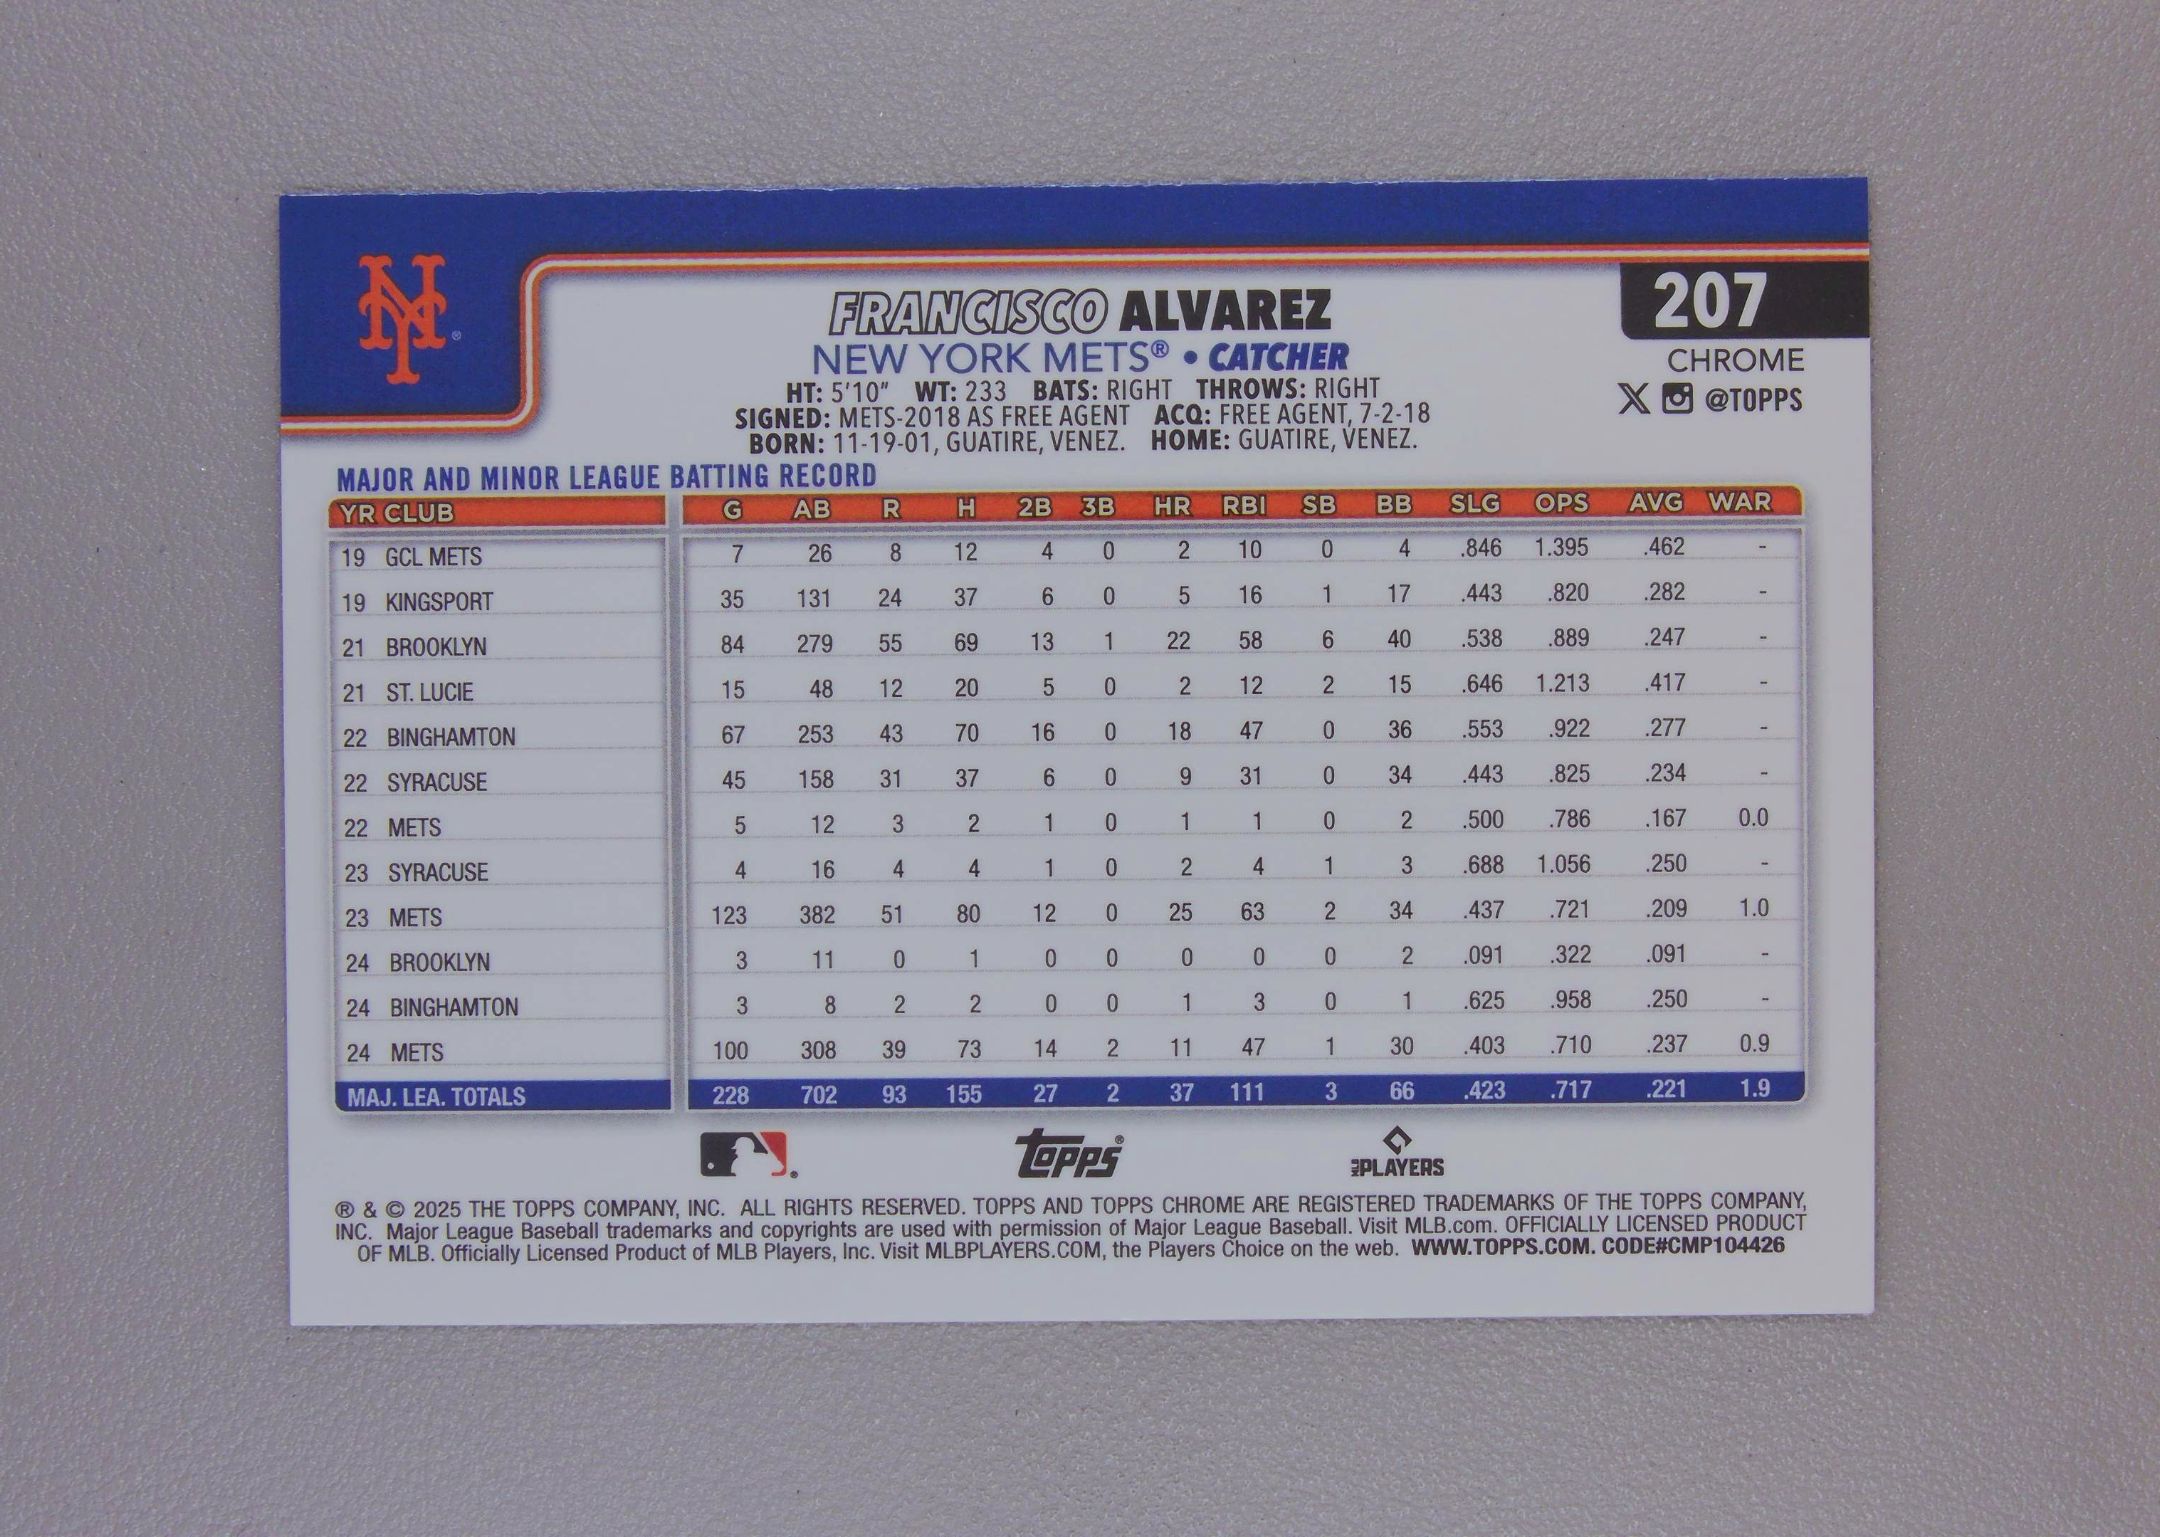 NY ®
FRANCISCO ALVAREZ
NEW YORK METS® • CATCHER
HT: 5'10" WT: 233 BATS: RIGHT THROWS: RIGHT
SIGNED: METS-2018 AS FREE AGENT ACQ: FREE AGENT, 7-2-18
BORN: 11-19-01, GUATIRE, VENEZ. HOME: GUATIRE, VENEZ.
207
CHROME
X @TOPPS
MAJOR AND MINOR LEAGUE BATTING RECORD
YR CLUB G AB R H 2B 3B HR RBI SB BB SLG OPS AVG WAR
19 GCL METS 7 26 8 12 4 0 2 10 0 4 .846 1.395 .462 -
19 KINGSPORT 35 131 24 37 6 0 5 16 1 17 .443 .820 .282 -
21 BROOKLYN 84 279 55 69 13 1 22 58 6 40 .538 .889 .247 -
21 ST. LUCIE 15 48 12 20 5 0 2 12 2 15 .646 1.213 .417 -
22 BINGHAMTON 67 253 43 70 16 0 18 47 0 36 .553 .922 .277 -
22 SYRACUSE 45 158 31 37 6 0 9 31 0 34 .443 .825 .234 -
22 METS 5 12 3 2 1 0 1 1 0 2 .500 .786 .167 0.0
23 SYRACUSE 4 16 4 4 1 0 2 4 1 3 .688 1.056 .250 -
23 METS 123 382 51 80 12 0 25 63 2 34 .437 .721 .209 1.0
24 BROOKLYN 3 11 0 1 0 0 0 0 0 2 .091 .322 .091 -
24 BINGHAMTON 3 8 2 2 0 0 1 3 0 1 .625 .958 .250 -
24 METS 100 308 39 73 14 2 11 47 1 30 .403 .710 .237 0.9
MAJ. LEA. TOTALS 228 702 93 155 27 2 37 111 3 66 .423 .717 .221 1.9
® Topps® MLB PLAYERS
® & © 2025 THE TOPPS COMPANY, INC. ALL RIGHTS RESERVED. TOPPS AND TOPPS CHROME ARE REGISTERED TRADEMARKS OF THE TOPPS COMPANY,
INC. Major League Baseball trademarks and copyrights are used with permission of Major League Baseball. Visit MLB.com. OFFICIALLY LICENSED PRODUCT
OF MLB. Officially Licensed Product of MLB Players, Inc. Visit MLBPLAYERS.COM, the Players Choice on the web. WWW.TOPPS.COM. CODE#CMP104426